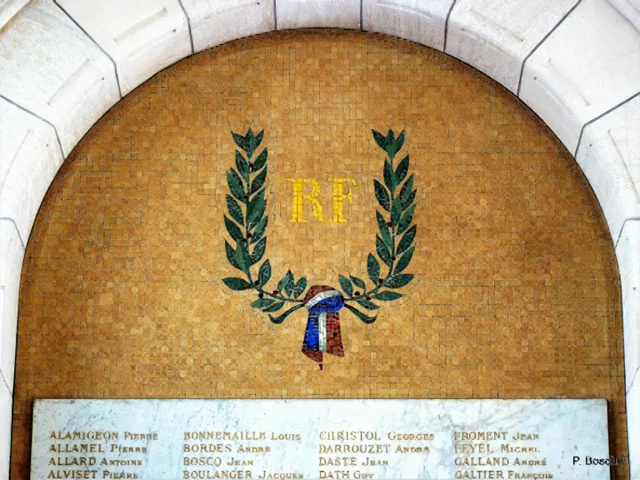 RF
ALAMIGEON PIERRE BONNEMAILLE LOUIS CHRISTOL GEORGES FROMENT JEAN
ALLAMEL PIERRE BORDES ANDRÉ DARROUZET ANDRÉ FEYEL MICHEL
ALLARD ANTOINE BOSCQ JEAN DASTE JEAN GALLAND ANDRÉ
ALVISET PIERRE BOULANGER JACQUES DATH GUY GALTIER FRANÇOIS
P.